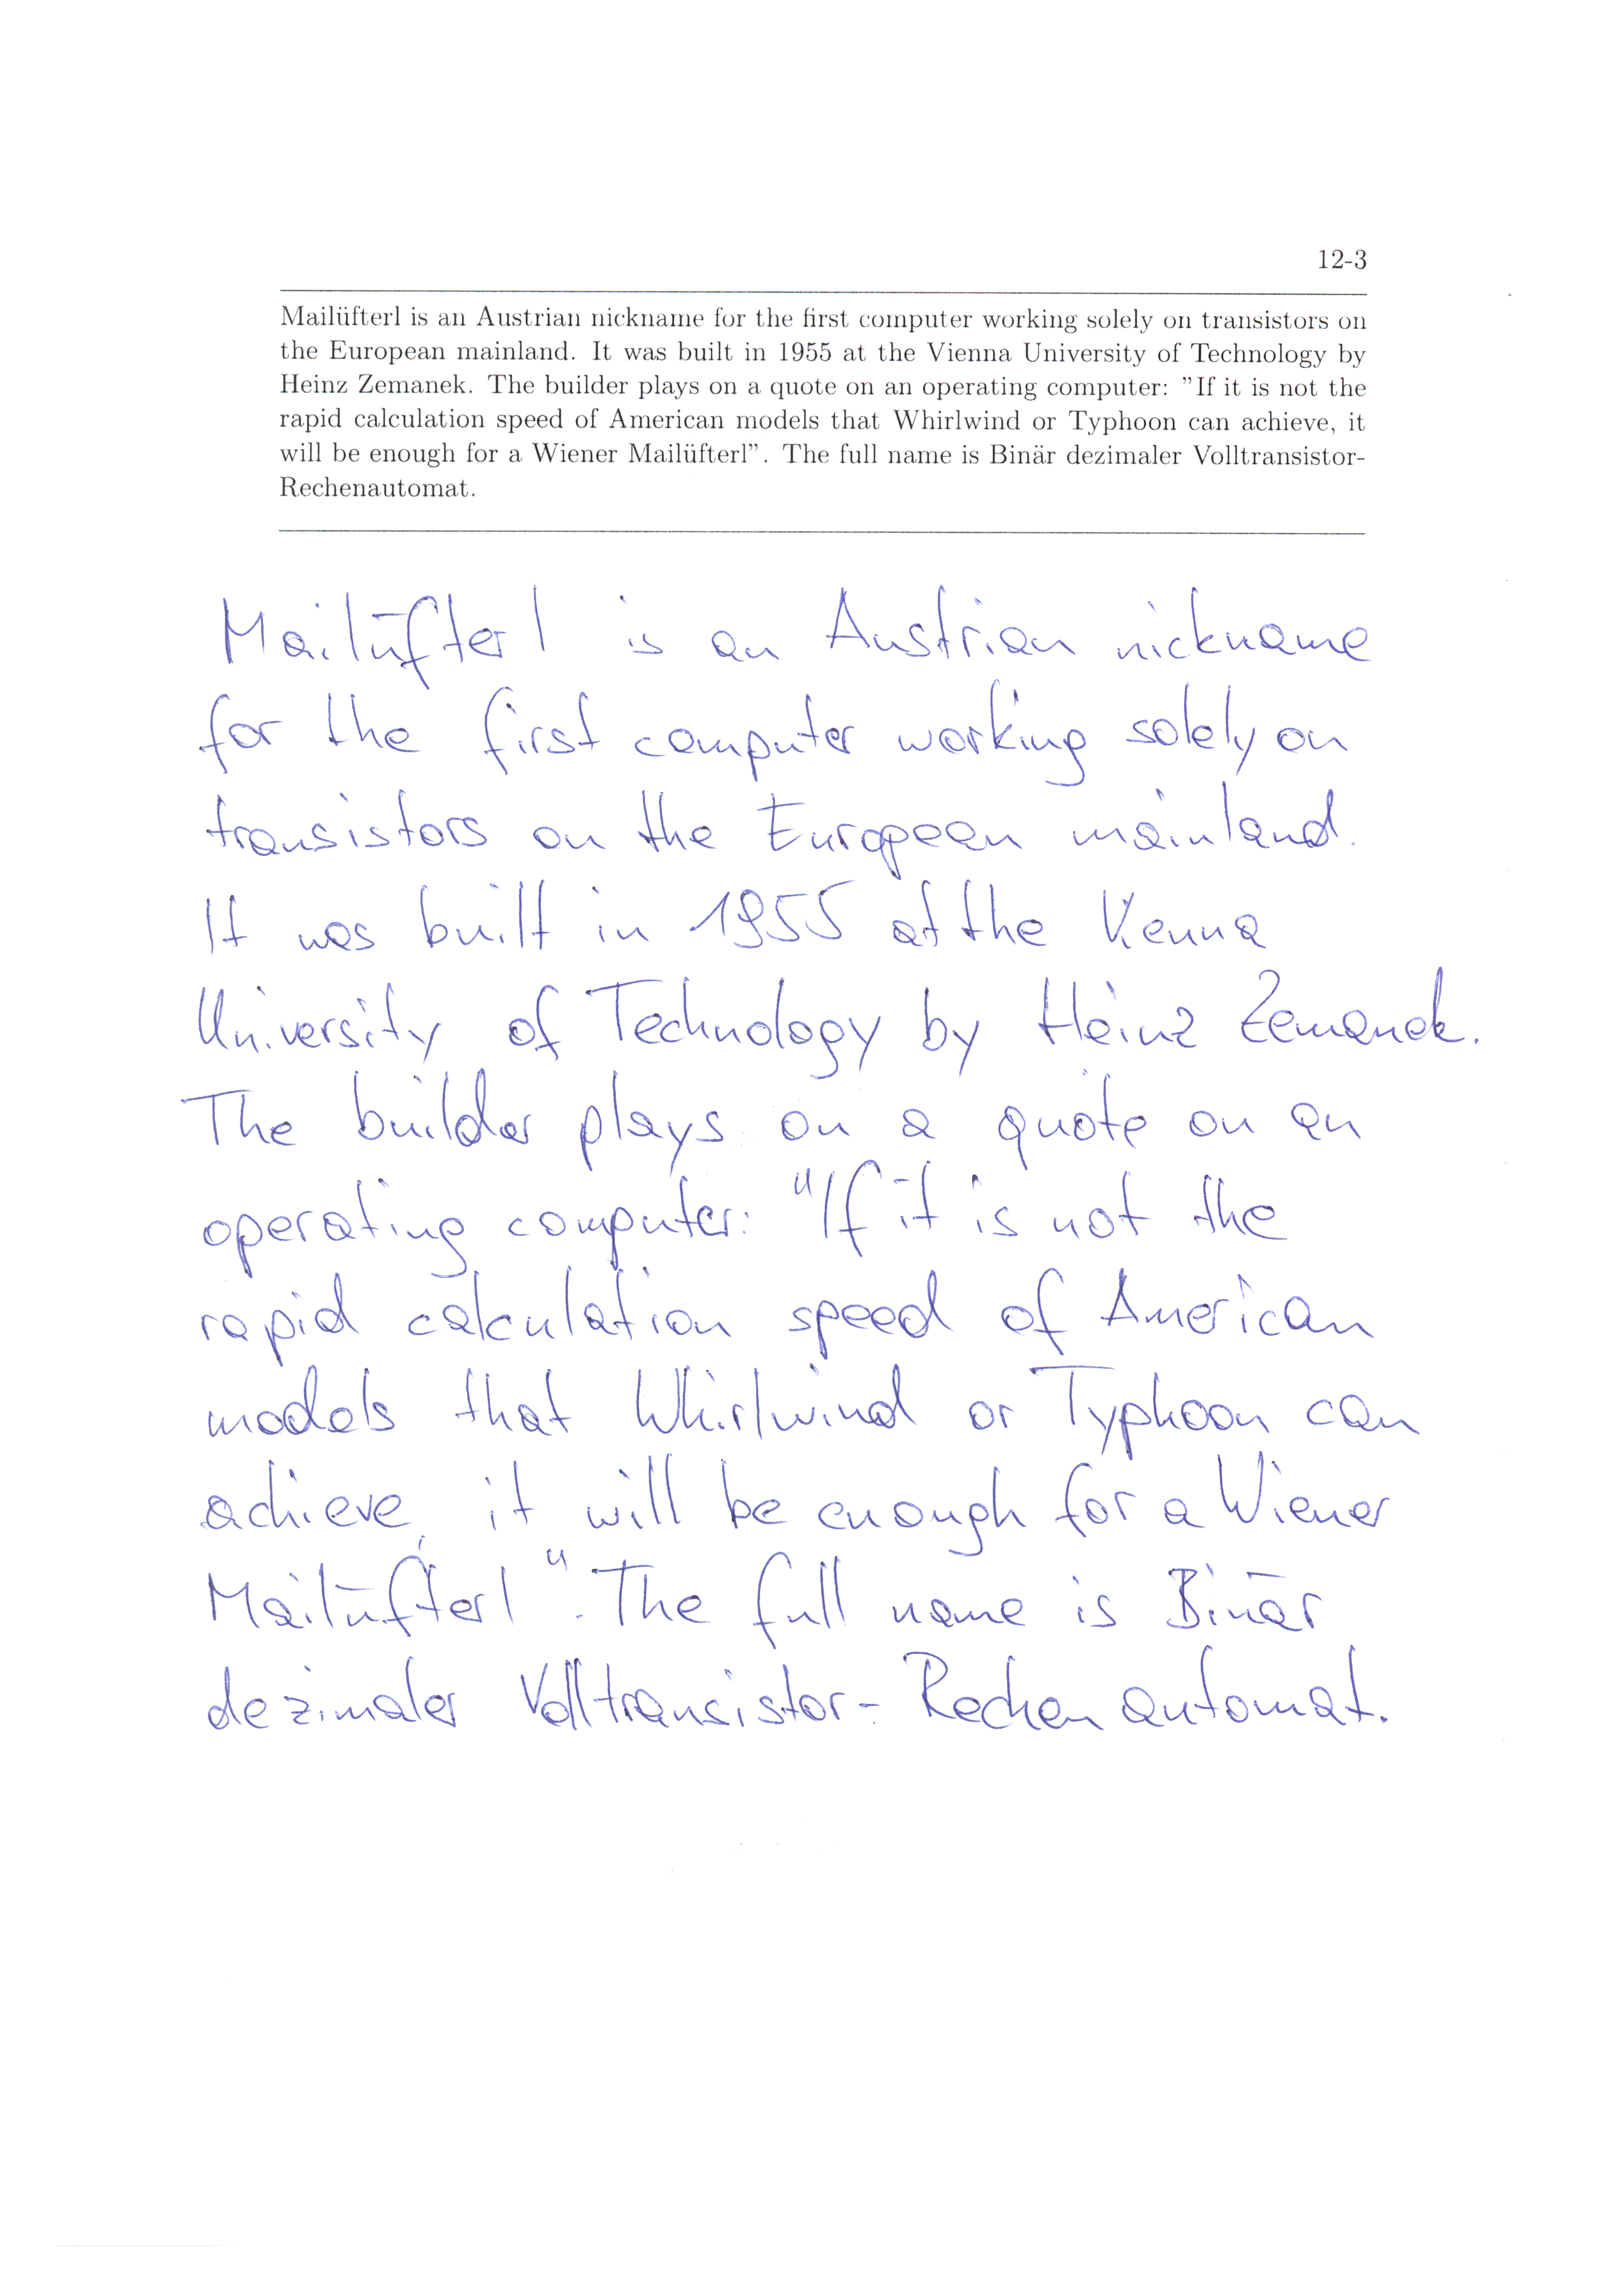 12-3
Mailüfterl is an Austrian nickname for the first computer working solely on transistors on
the European mainland. It was built in 1955 at the Vienna University of Technology by
Heinz Zemanek. The builder plays on a quote on an operating computer: "If it is not the
rapid calculation speed of American models that Whirlwind or Typhoon can achieve, it
will be enough for a Wiener Mailüfterl". The full name is Binär dezimaler Volltransistor-
Rechenautomat.
Mailüfterl is an Austrian nickname
for the first computer working solely on
transistors on the European mainland.
It was built in 1955 at the Vienna
University of Technology by Heinz Zemanek.
The builder plays on a quote on an
operating computer: "If it is not the
rapid calculation speed of American
models that Whirlwind or Typhoon can
achieve, it will be enough for a Wiener
Mailüfterl". The full name is Binär
dezimaler Volltransistor-Rechenautomat.